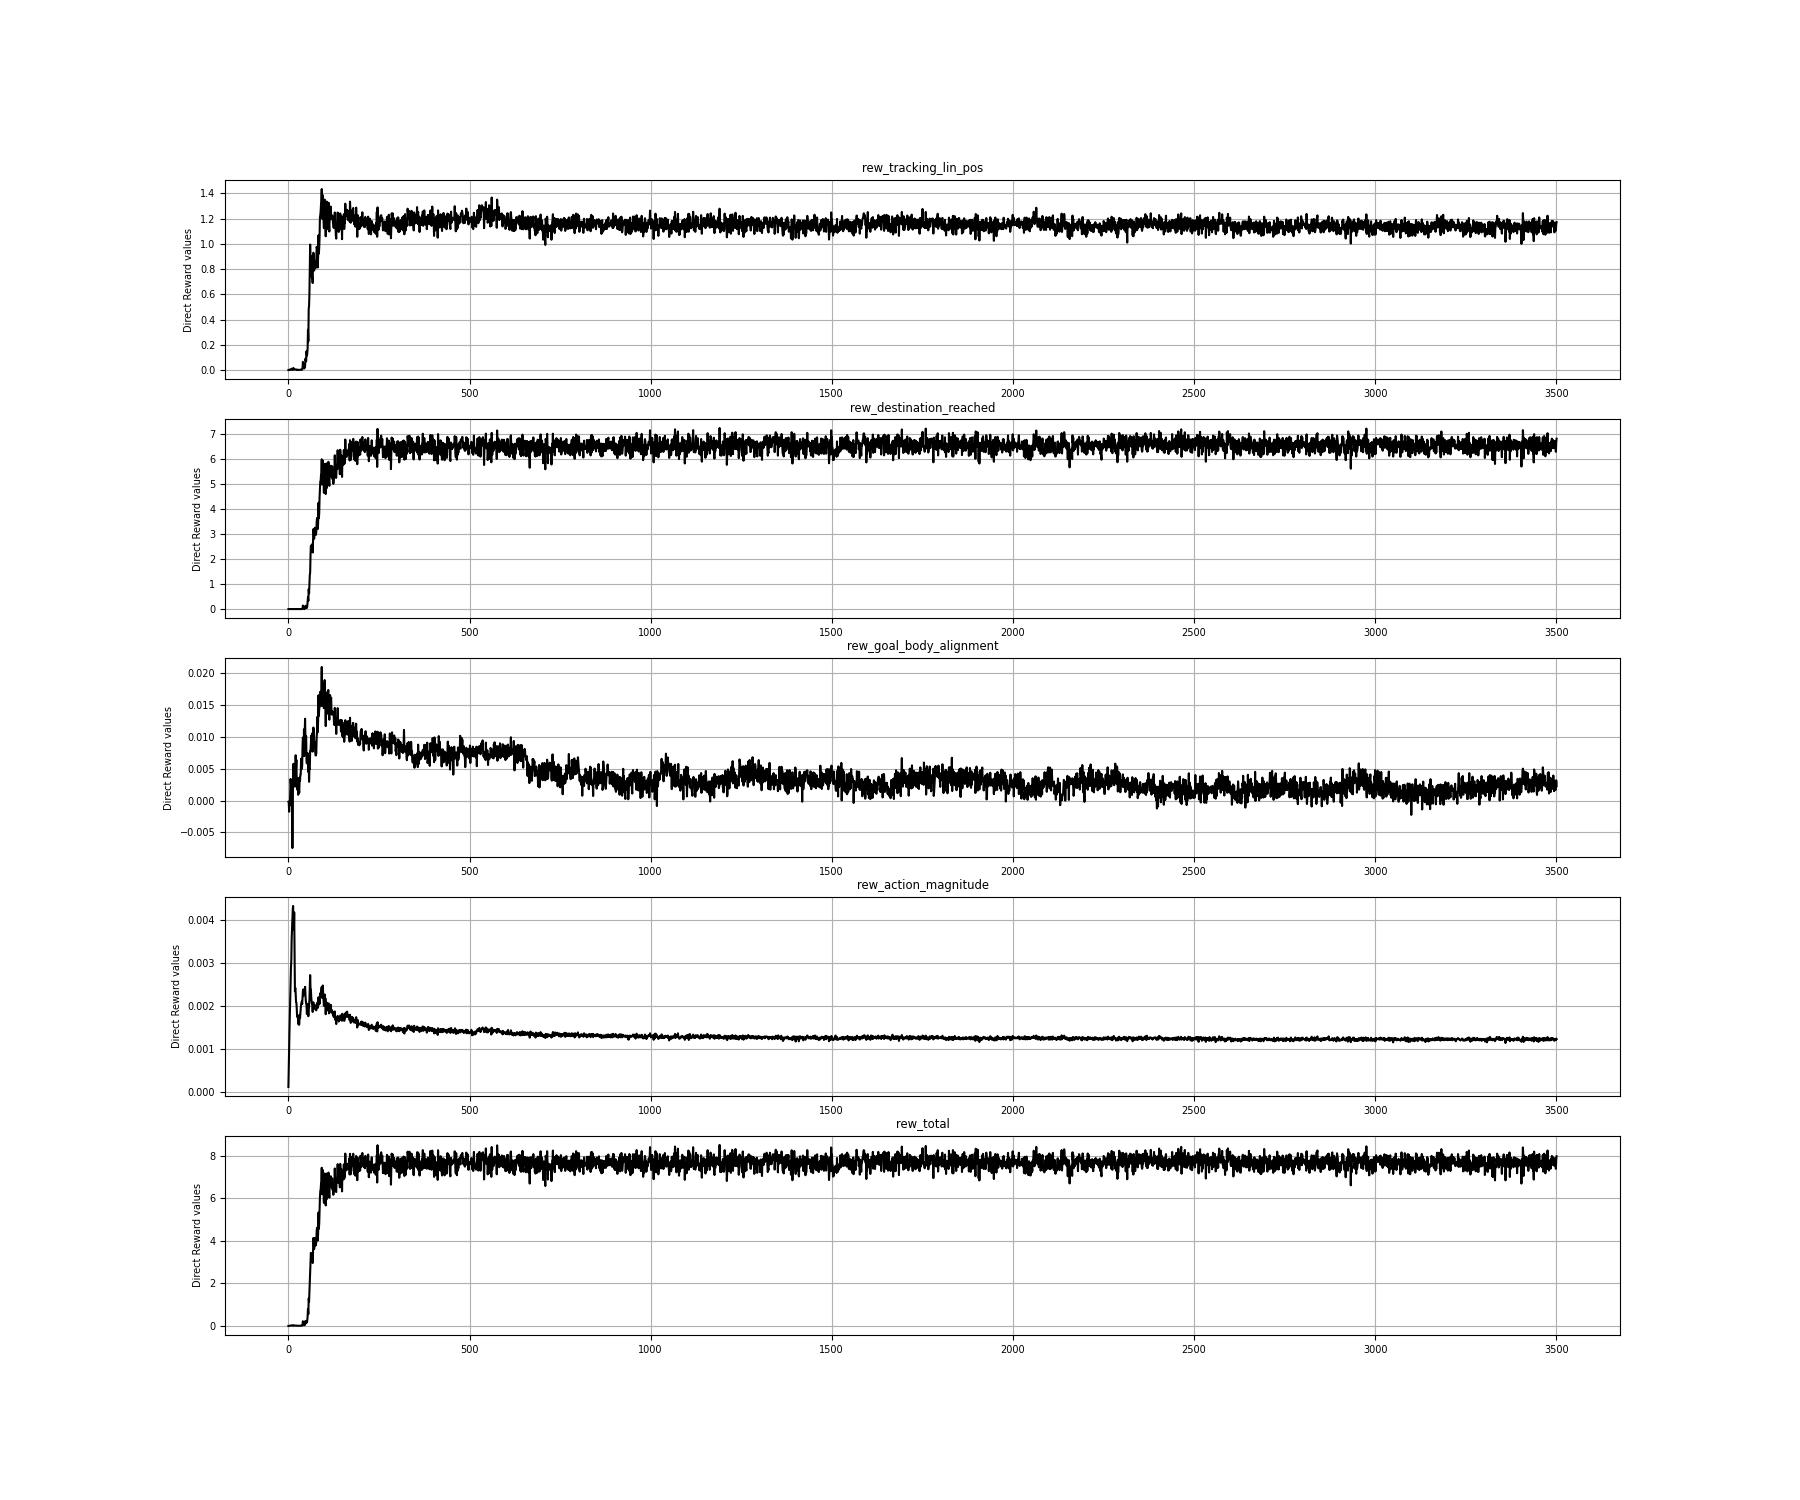 rew_tracking_lin_pos
Direct Reward values
1.4
1.2
1.0
0.8
0.6
0.4
0.2
0.0
0 500 1000 1500 2000 2500 3000 3500
rew_destination_reached
Direct Reward values
7
6
5
4
3
2
1
0
0 500 1000 1500 2000 2500 3000 3500
rew_goal_body_alignment
Direct Reward values
0.020
0.015
0.010
0.005
0.000
−0.005
0 500 1000 1500 2000 2500 3000 3500
rew_action_magnitude
Direct Reward values
0.004
0.003
0.002
0.001
0.000
0 500 1000 1500 2000 2500 3000 3500
rew_total
Direct Reward values
8
6
4
2
0
0 500 1000 1500 2000 2500 3000 3500